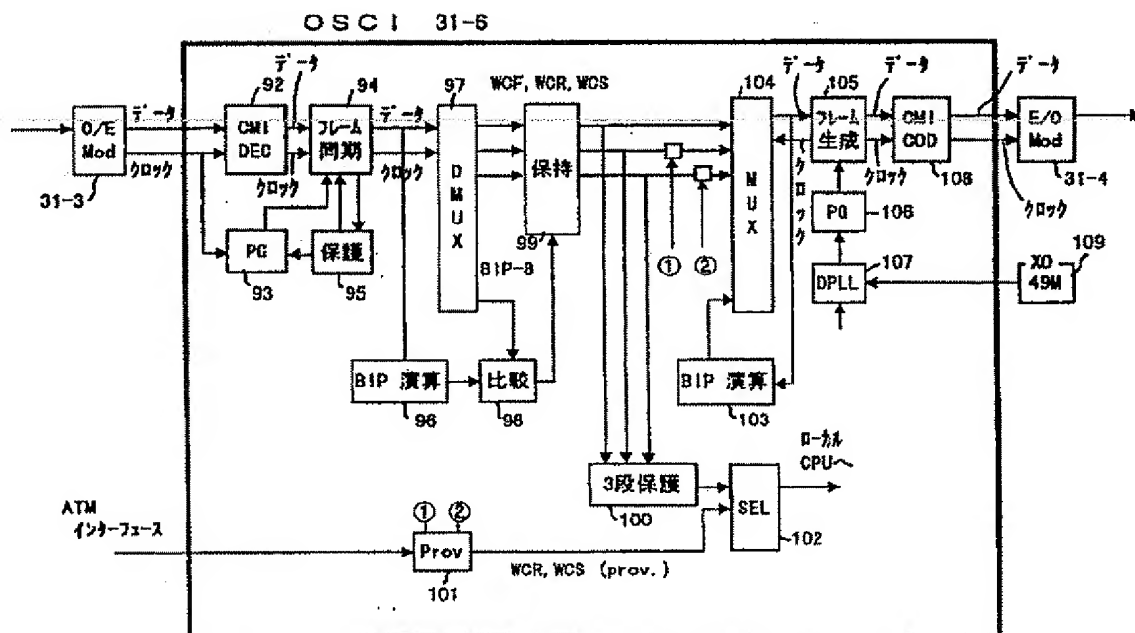 OSCI 31-6
データ
92
データ
94
データ
97
WCF, WCR, WCS
104
データ
105
データ
データ
O/E
Mod
CMI
DEC
フレーム
同期
DMUX
保持
MUX
フレーム
生成
CMI
COD
E/O
Mod
クロック
クロック
クロック
クロック
クロック
クロック
31-3
108
31-4
99
①
②
PG
保護
BIP-8
PG
106
93
95
DPLL
107
XO
49M
109
BIP 演算
比較
BIP 演算
96
98
103
ローカル
CPUへ
3段保護
SEL
100
102
ATM
インターフェース
①
②
Prov
WCR, WCS (prov.)
101